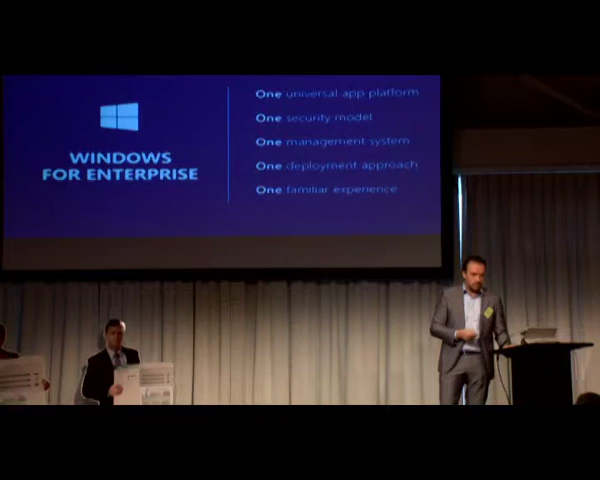 WINDOWS
FOR ENTERPRISE
One universal app platform
One security model
One management system
One deployment approach
One familiar experience